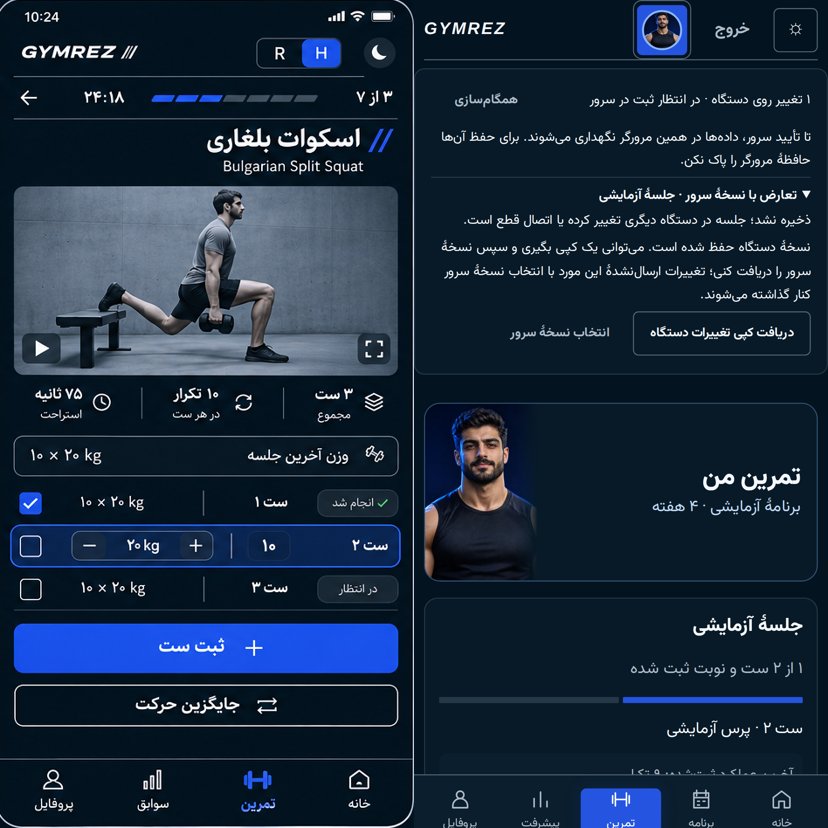 10:24
GYMREZ
R H
۲۴:۱۸
۳ از ۷
اسکوات بلغاری
Bulgarian Split Squat
۳ ست
مجموع
۱۰ تکرار
در هر ست
۷۵ ثانیه
استراحت
وزن آخرین جلسه
۱۰ × ۲۰ kg
انجام شد
ست ۱
۱۰ × ۲۰ kg
ست ۲
۱۰
+ ۲۰ kg −
در انتظار
ست ۳
۱۰ × ۲۰ kg
ثبت ست
جایگزین حرکت
خانه
تمرین
سوابق
پروفایل
GYMREZ
خروج
۱ تغییر روی دستگاه · در انتظار ثبت در سرور
همگام‌سازی
تا تأیید سرور، داده‌ها در همین مرورگر نگهداری می‌شوند. برای حفظ آن‌ها
حافظهٔ مرورگر را پاک نکن.
▼ تعارض با نسخهٔ سرور · جلسهٔ آزمایشی
ذخیره نشد؛ جلسه در دستگاه دیگری تغییر کرده یا اتصال قطع است.
نسخهٔ دستگاه حفظ شده است. می‌توانی یک کپی بگیری و سپس نسخهٔ
سرور را دریافت کنی؛ تغییرات ارسال‌نشدهٔ این مورد با انتخاب نسخهٔ سرور
کنار گذاشته می‌شوند.
دریافت کپی تغییرات دستگاه
انتخاب نسخهٔ سرور
تمرین من
برنامهٔ آزمایشی · ۴ هفته
جلسهٔ آزمایشی
۱ از ۲ ست و نوبت ثبت شده
ست ۲ · پرس آزمایشی
خانه
برنامه
تمرین
پیشرفت
پروفایل